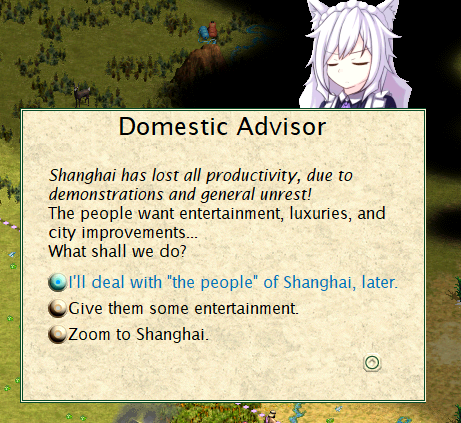 Domestic Advisor
Shanghai has lost all productivity, due to
demonstrations and general unrest!
The people want entertainment, luxuries, and
city improvements...
What shall we do?
I'll deal with "the people" of Shanghai, later.
Give them some entertainment.
Zoom to Shanghai.